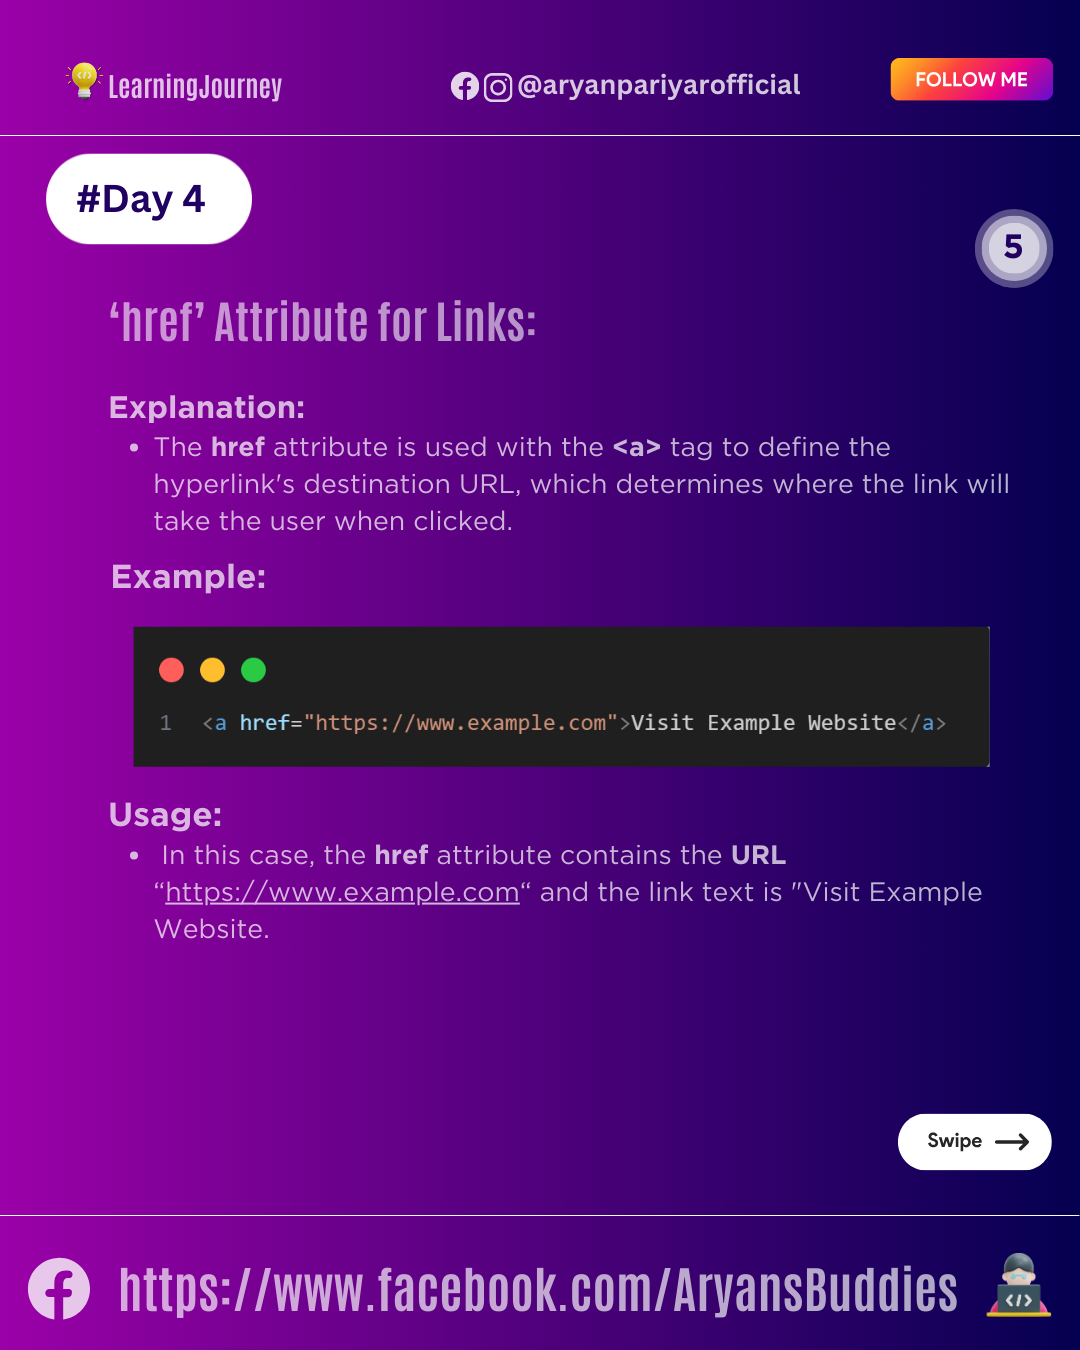 LearningJourney
@aryanpariyarofficial
FOLLOW ME
#Day 4
5
‘href’ Attribute for Links:
Explanation:
• The href attribute is used with the <a> tag to define the
hyperlink's destination URL, which determines where the link will
take the user when clicked.
Example:
1 <a href="https://www.example.com">Visit Example Website</a>
Usage:
• In this case, the href attribute contains the URL
“https://www.example.com“ and the link text is "Visit Example
Website.
Swipe
https://www.facebook.com/AryansBuddies